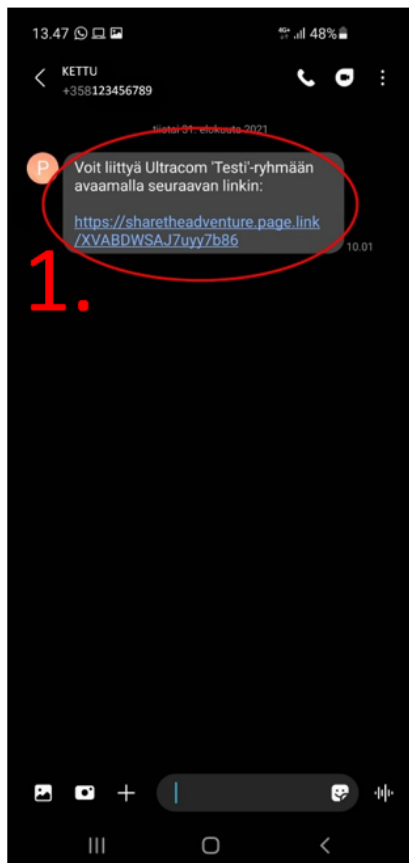 13.47 48%
KETTU
+358123456789
tiistai 31. elokuuta 2021
P
Voit liittyä Ultracom 'Testi'-ryhmään
avaamalla seuraavan linkin:
https://sharetheadventure.page.link
/XVABDWSAJ7uyy7b86
10.01
1.